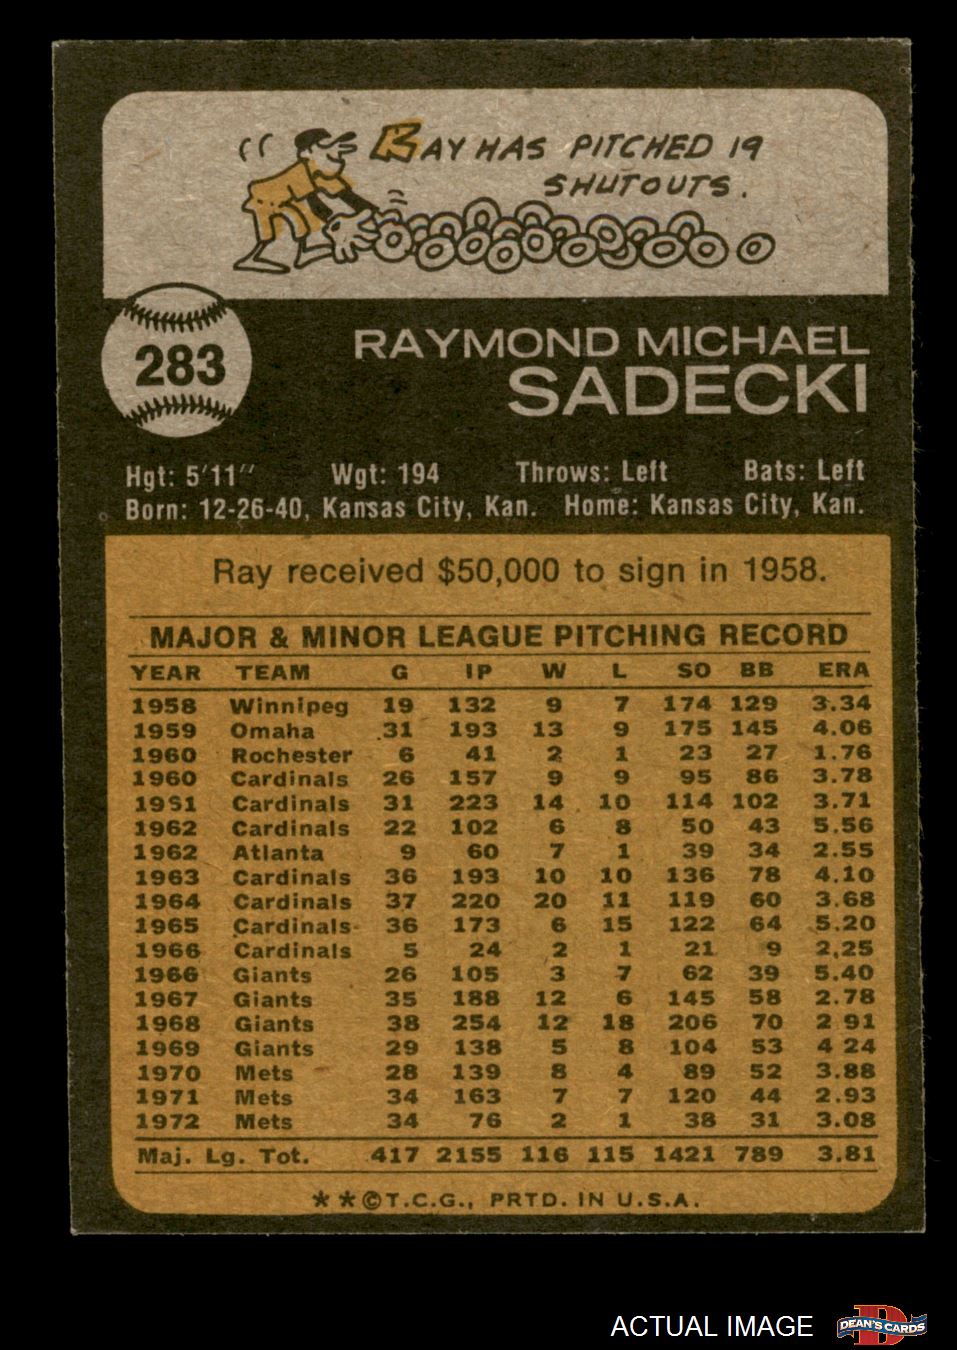 RAY HAS PITCHED 19
SHUTOUTS.
283
RAYMOND MICHAEL
SADECKI
Hgt: 5'11" Wgt: 194 Throws: Left Bats: Left
Born: 12-26-40, Kansas City, Kan. Home: Kansas City, Kan.
Ray received $50,000 to sign in 1958.
MAJOR & MINOR LEAGUE PITCHING RECORD
YEAR TEAM G IP W L SO BB ERA
1958 Winnipeg 19 132 9 7 174 129 3.34
1959 Omaha 31 193 13 9 175 145 4.06
1960 Rochester 6 41 2 1 23 27 1.76
1960 Cardinals 26 157 9 9 95 86 3.78
19S1 Cardinals 31 223 14 10 114 102 3.71
1962 Cardinals 22 102 6 8 50 43 5.56
1962 Atlanta 9 60 7 1 39 34 2.55
1963 Cardinals 36 193 10 10 136 78 4.10
1964 Cardinals 37 220 20 11 119 60 3.68
1965 Cardinals 36 173 6 15 122 64 5.20
1966 Cardinals 5 24 2 1 21 9 2,25
1966 Giants 26 105 3 7 62 39 5.40
1967 Giants 35 188 12 6 145 58 2.78
1968 Giants 38 254 12 18 206 70 2 91
1969 Giants 29 138 5 8 104 53 4 24
1970 Mets 28 139 8 4 89 52 3.88
1971 Mets 34 163 7 7 120 44 2.93
1972 Mets 34 76 2 1 38 31 3.08
Maj. Lg. Tot. 417 2155 116 115 1421 789 3.81
**©T.C.G., PRTD. IN U.S.A.
ACTUAL IMAGE
D
DEAN'S CARDS